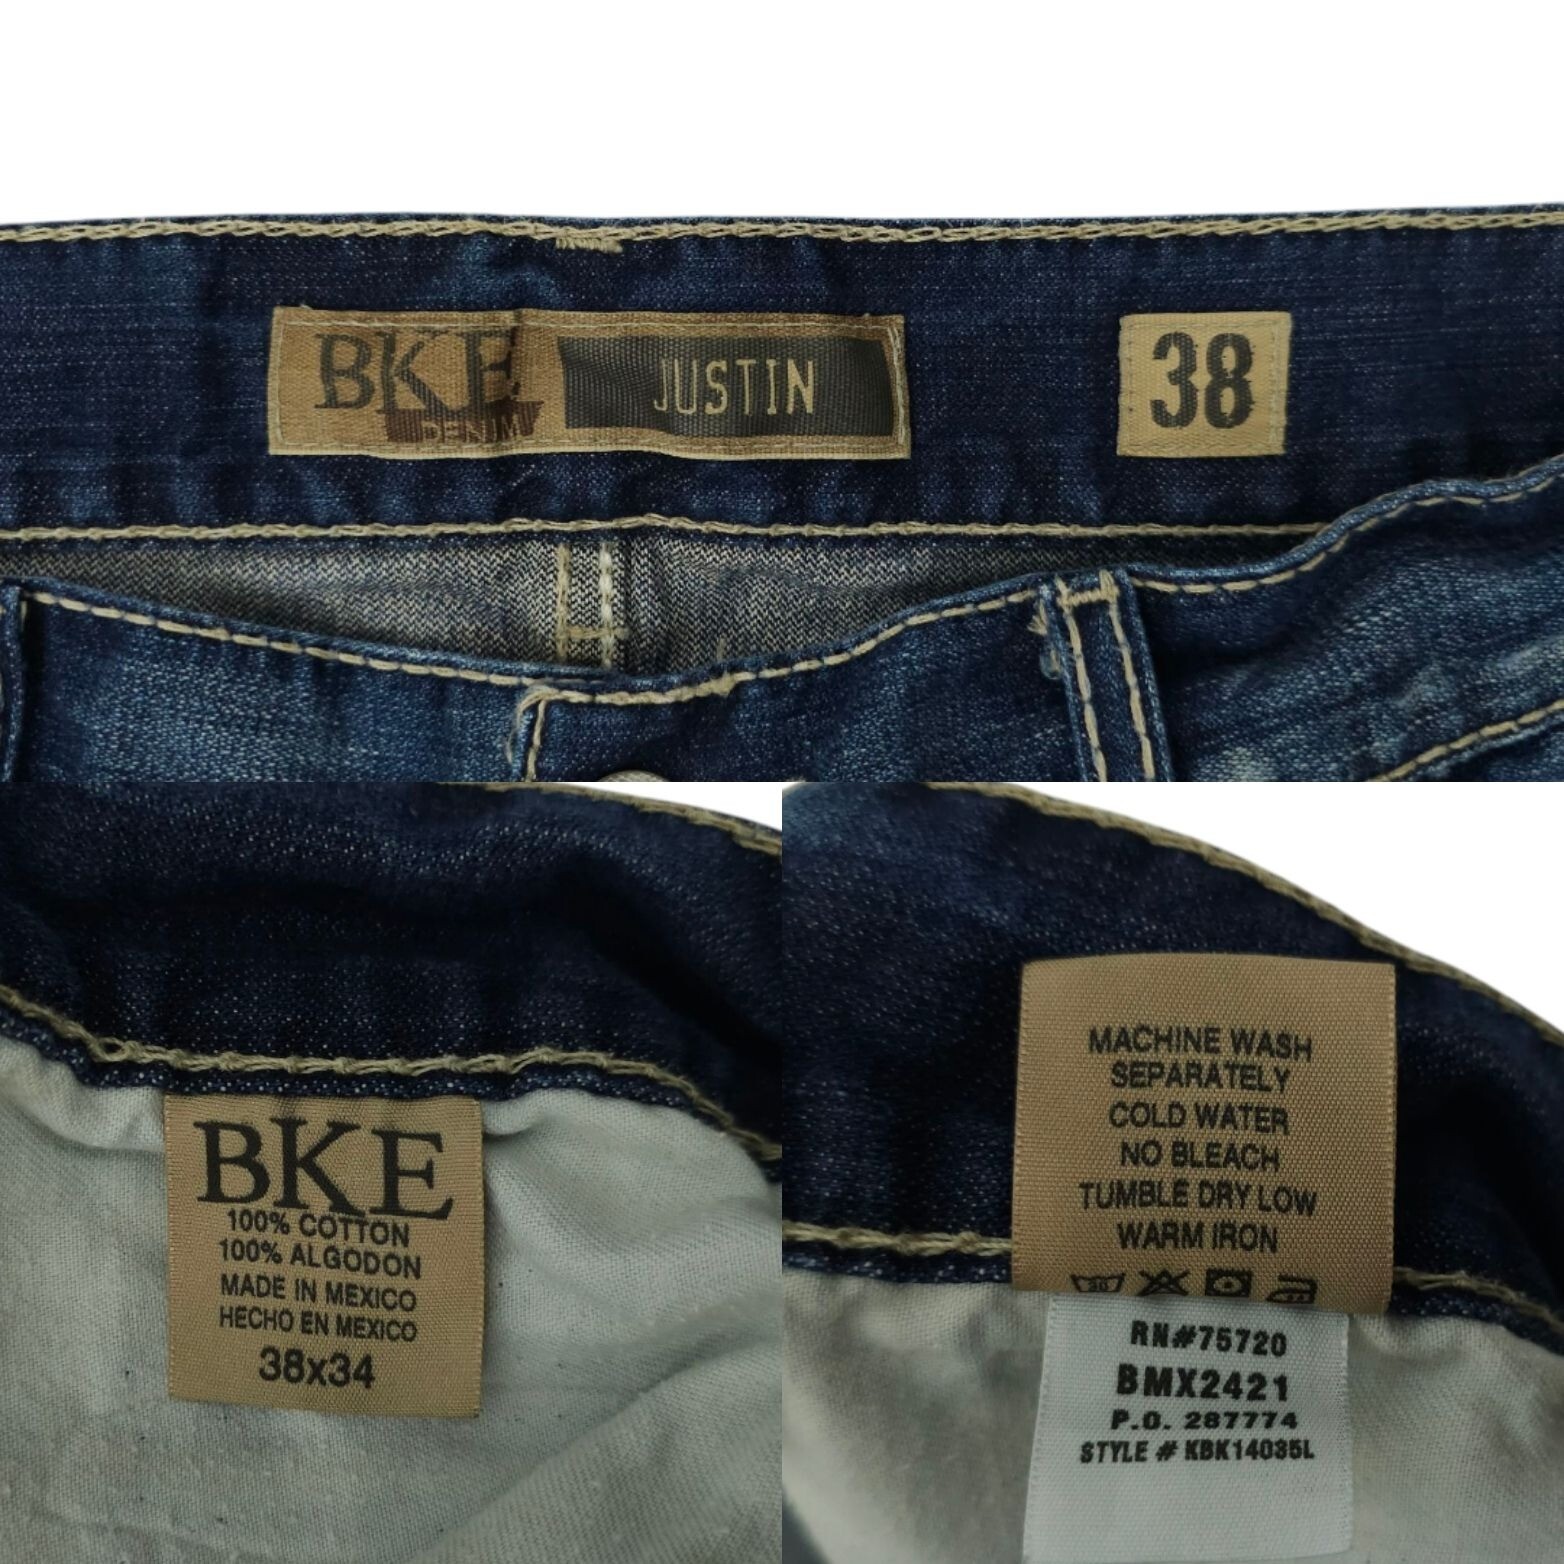 BKE
DENIM
JUSTIN
38
BKE
100% COTTON
100% ALGODON
MADE IN MEXICO
HECHO EN MEXICO
38x34
MACHINE WASH
SEPARATELY
COLD WATER
NO BLEACH
TUMBLE DRY LOW
WARM IRON
RN#75720
BMX2421
P.O. 287774
STYLE # KBK14035L